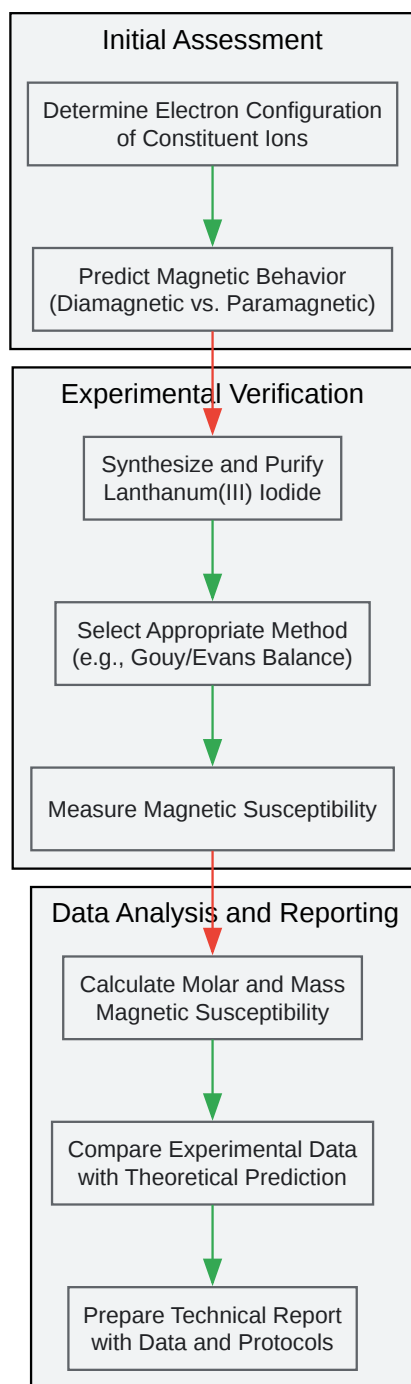 Initial Assessment
Determine Electron Configuration
of Constituent Ions
Predict Magnetic Behavior
(Diamagnetic vs. Paramagnetic)
Experimental Verification
Synthesize and Purify
Lanthanum(III) Iodide
Select Appropriate Method
(e.g., Gouy/Evans Balance)
Measure Magnetic Susceptibility
Data Analysis and Reporting
Calculate Molar and Mass
Magnetic Susceptibility
Compare Experimental Data
with Theoretical Prediction
Prepare Technical Report
with Data and Protocols